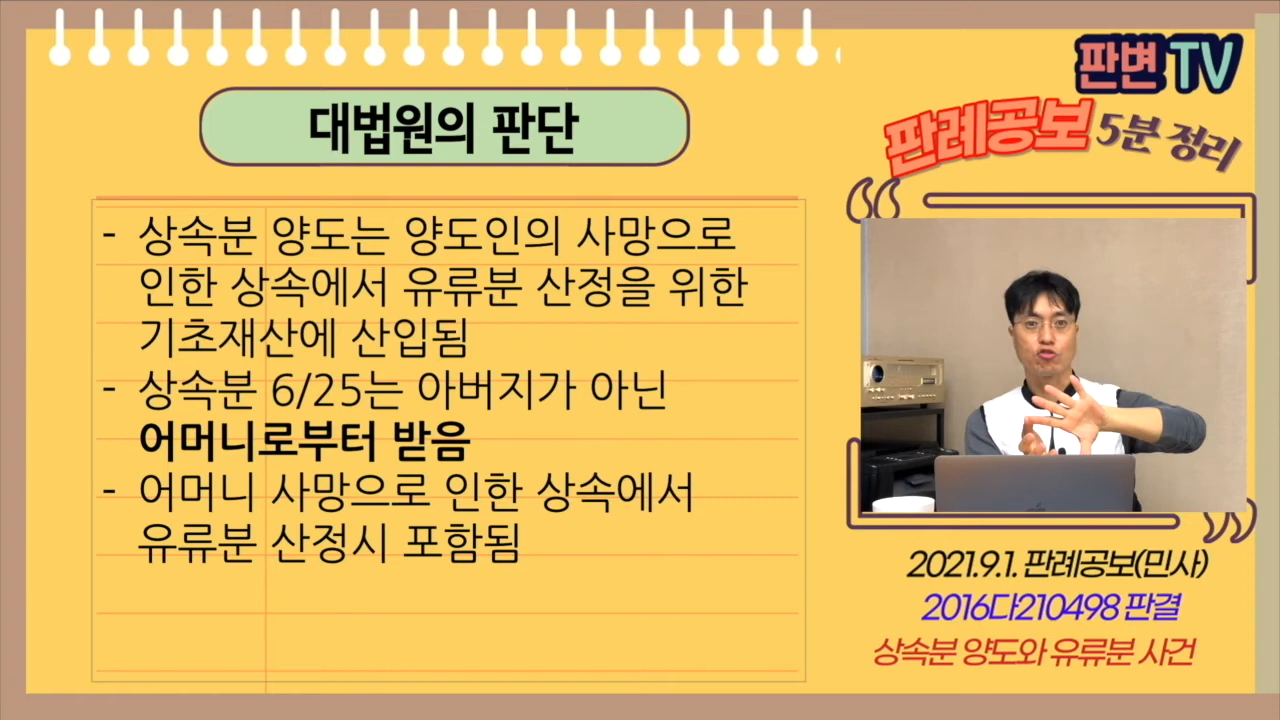 판변 TV
판례공보 5분 정리
대법원의 판단
- 상속분 양도는 양도인의 사망으로
인한 상속에서 유류분 산정을 위한
기초재산에 산입됨
- 상속분 6/25는 아버지가 아닌
어머니로부터 받음
- 어머니 사망으로 인한 상속에서
유류분 산정시 포함됨
2021.9.1. 판례공보(민사)
2016다210498 판결
상속분 양도와 유류분 사건